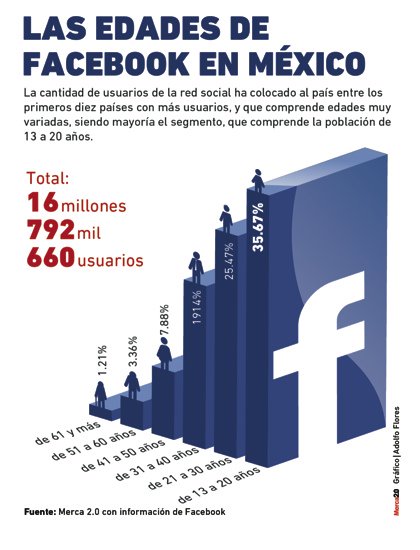 LAS EDADES DE
FACEBOOK EN MÉXICO
La cantidad de usuarios de la red social ha colocado al país entre los
primeros diez países con más usuarios, y que comprende edades muy
variadas, siendo mayoría el segmento, que comprende la población de
13 a 20 años.
Total:
16 millones
792 mil
660 usuarios
1.21%
3.36%
7.88%
1914%
25.47%
35.67%
f
de 61 y más
de 51 a 60 años
de 41 a 50 años
de 31 a 40 años
de 21 a 30 años
de 13 a 20 años
Fuente: Merca 2.0 con información de Facebook
Merca20 Gráfico|Adolfo Flores